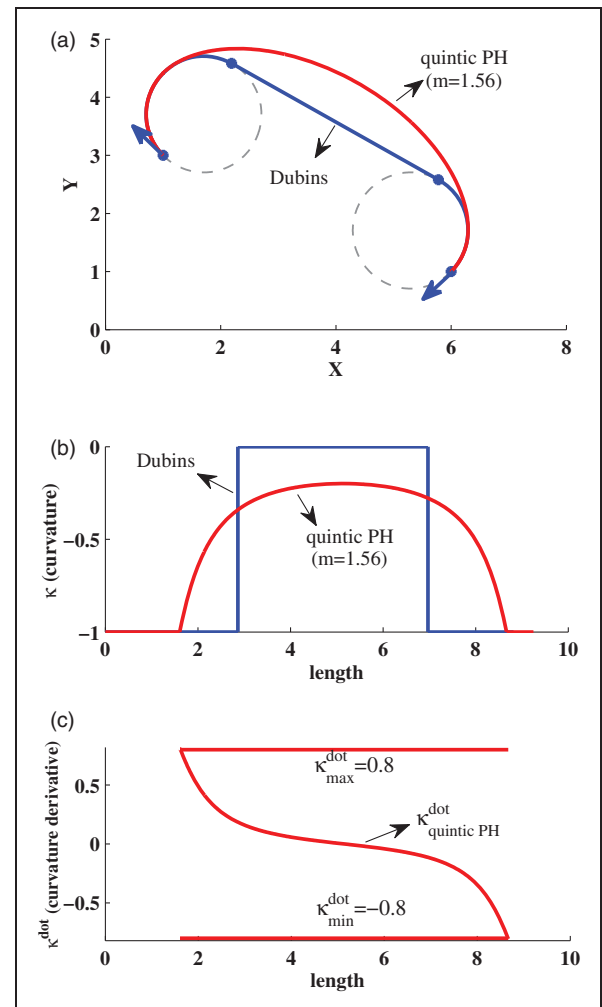 (a)
5
4
3
2
1
0
Y
quintic PH
(m=1.56)
Dubins
0 2 4 6 8
X
(b)
0
−0.5
−1
κ (curvature)
Dubins
quintic PH
(m=1.56)
0 2 4 6 8 10
length
(c)
0.5
0
−0.5
κ^dot (curvature derivative)
κ^dot_max=0.8
κ^dot_quintic PH
κ^dot_min=−0.8
0 2 4 6 8 10
length